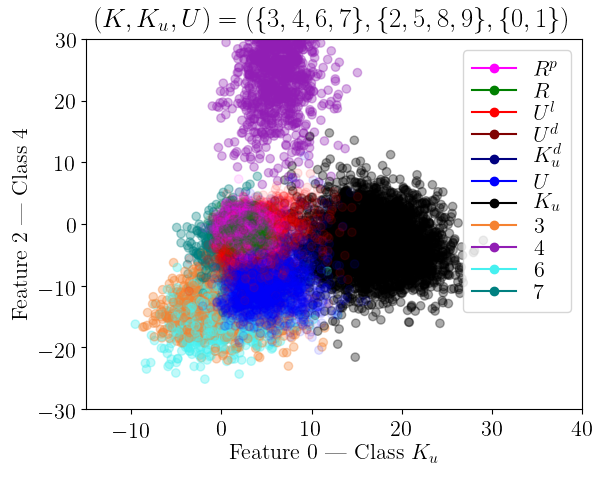 (K, K_u, U) = ({3, 4, 6, 7}, {2, 5, 8, 9}, {0, 1})
30
20
10
0
−10
−20
−30
Feature 2 — Class 4
R^p
R
U^l
U^d
K_u^d
U
K_u
3
4
6
7
−10 0 10 20 30 40
Feature 0 — Class K_u